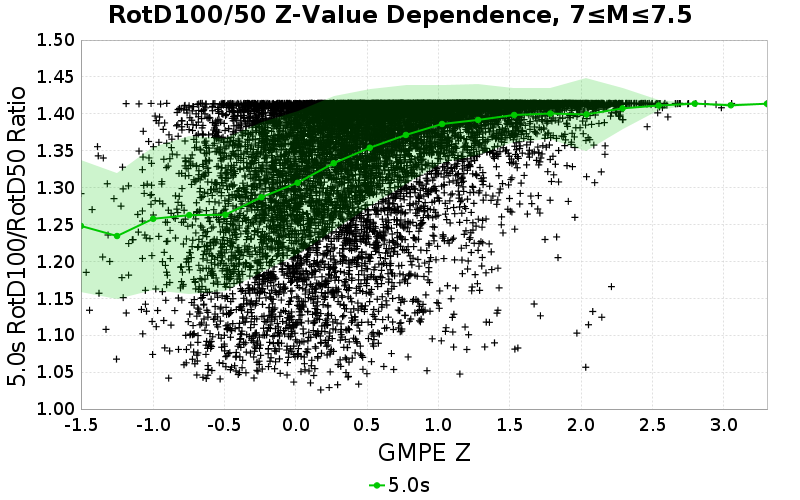 RotD100/50 Z-Value Dependence, 7≤M≤7.5
1.50
1.45
1.40
1.35
1.30
1.25
1.20
1.15
1.10
1.05
1.00
5.0s RotD100/RotD50 Ratio
-1.5 -1.0 -0.5 0.0 0.5 1.0 1.5 2.0 2.5 3.0
GMPE Z
5.0s